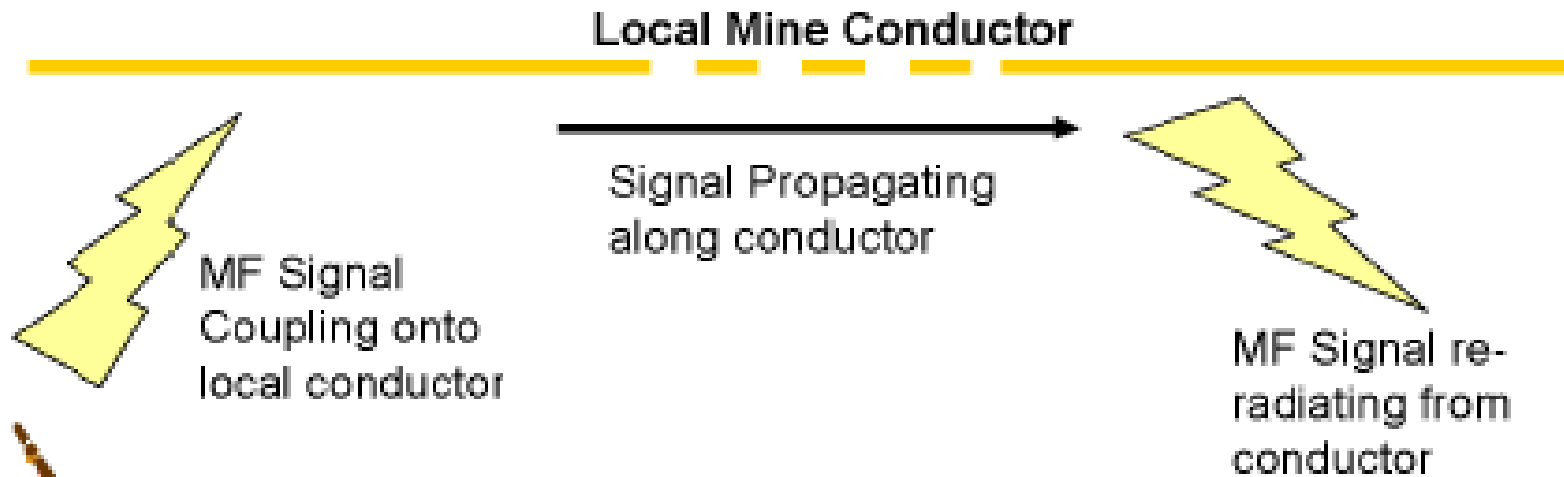 Local Mine Conductor
Signal Propagating
along conductor
MF Signal
Coupling onto
local conductor
MF Signal re-
radiating from
conductor